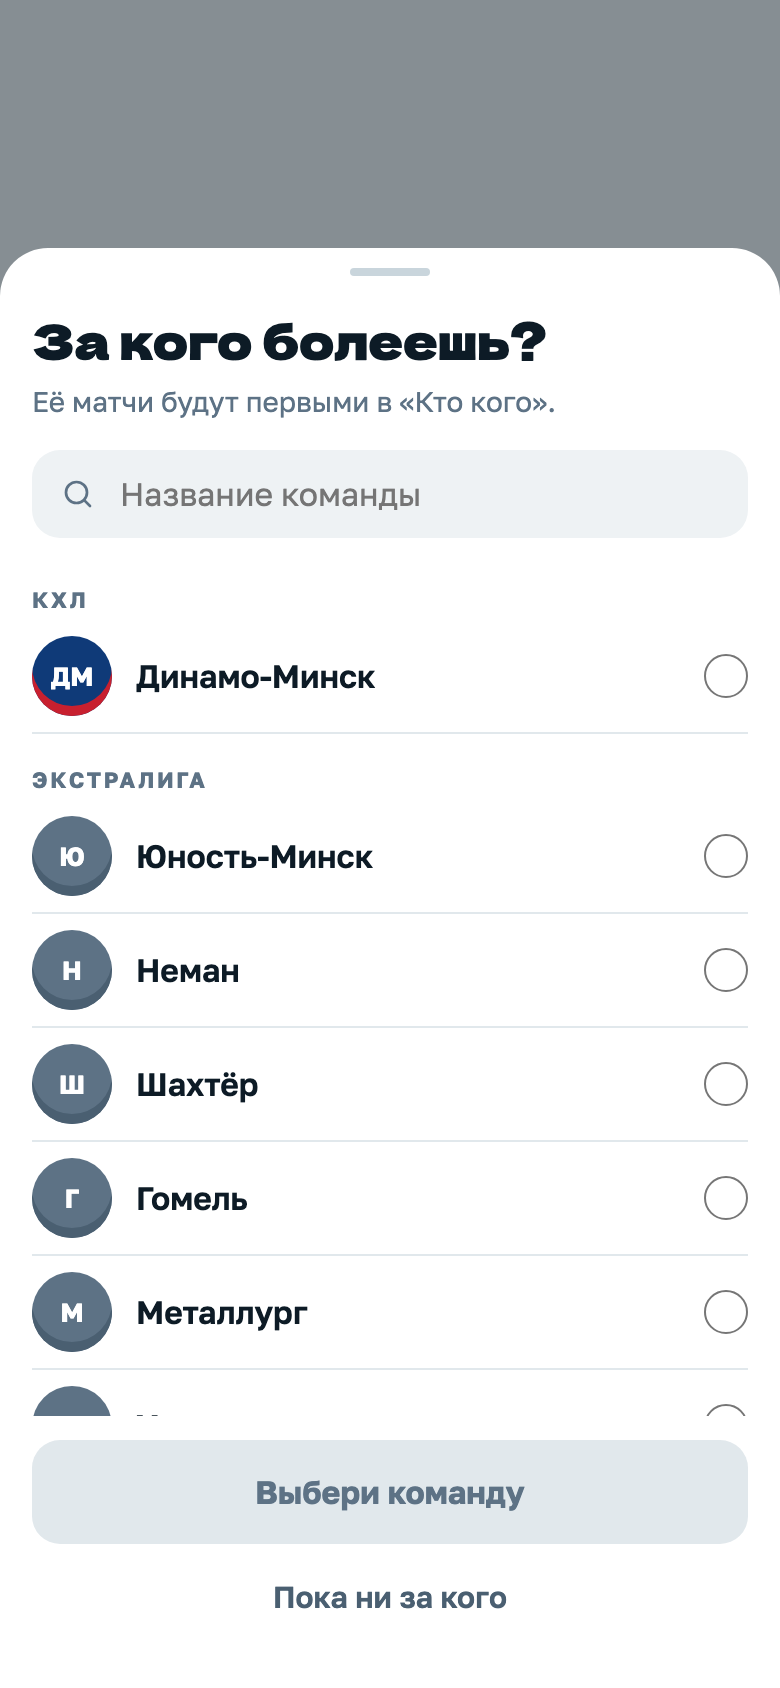 За кого болеешь?
Её матчи будут первыми в «Кто кого».
Название команды
КХЛ
ДМ Динамо-Минск
ЭКСТРАЛИГА
Ю Юность-Минск
Н Неман
Ш Шахтёр
Г Гомель
М Металлург
Выбери команду
Пока ни за кого